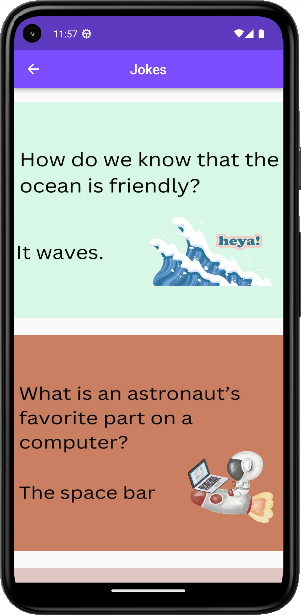 11:57
Jokes
How do we know that the
ocean is friendly?
It waves.
heya!
What is an astronaut's
favorite part on a
computer?
The space bar